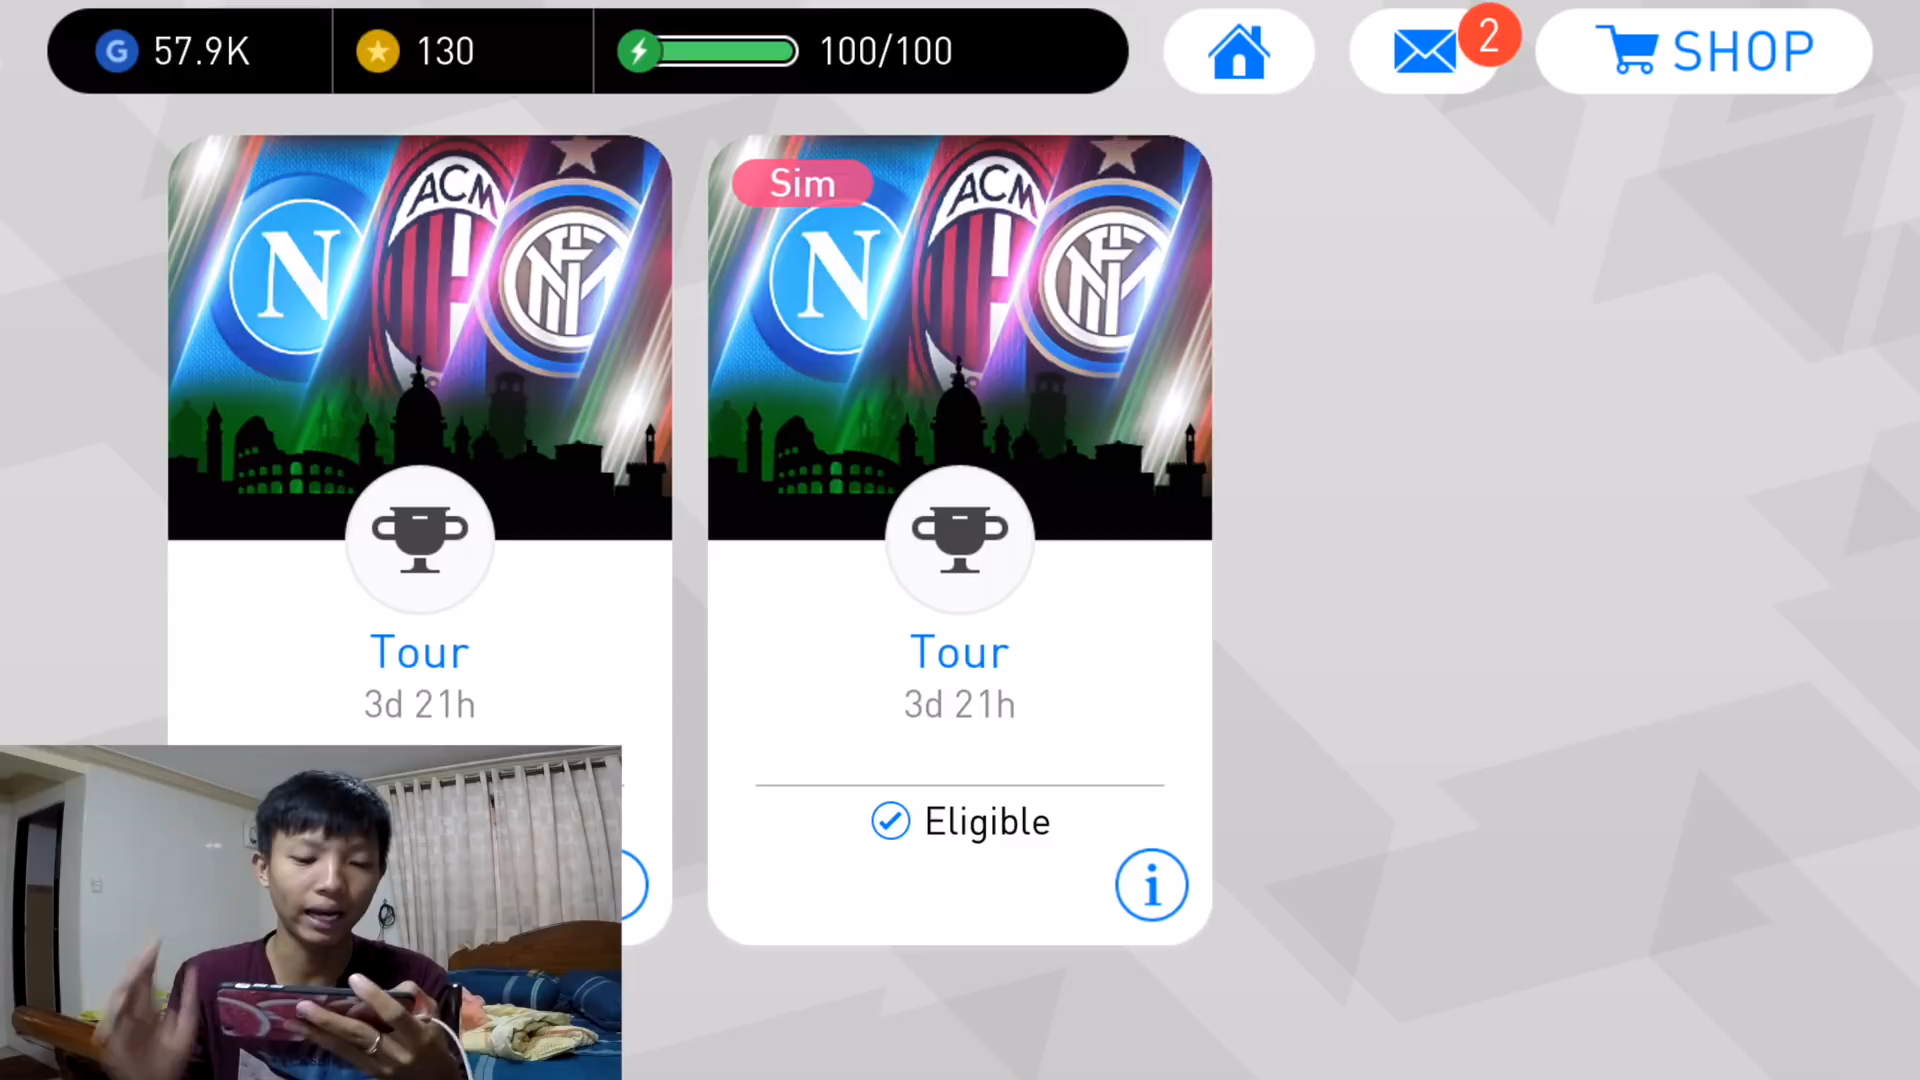 G 57.9K 130 100/100 2 SHOP
Sim
N ACM
N ACM
Tour
Tour
3d 21h
3d 21h
Eligible
i